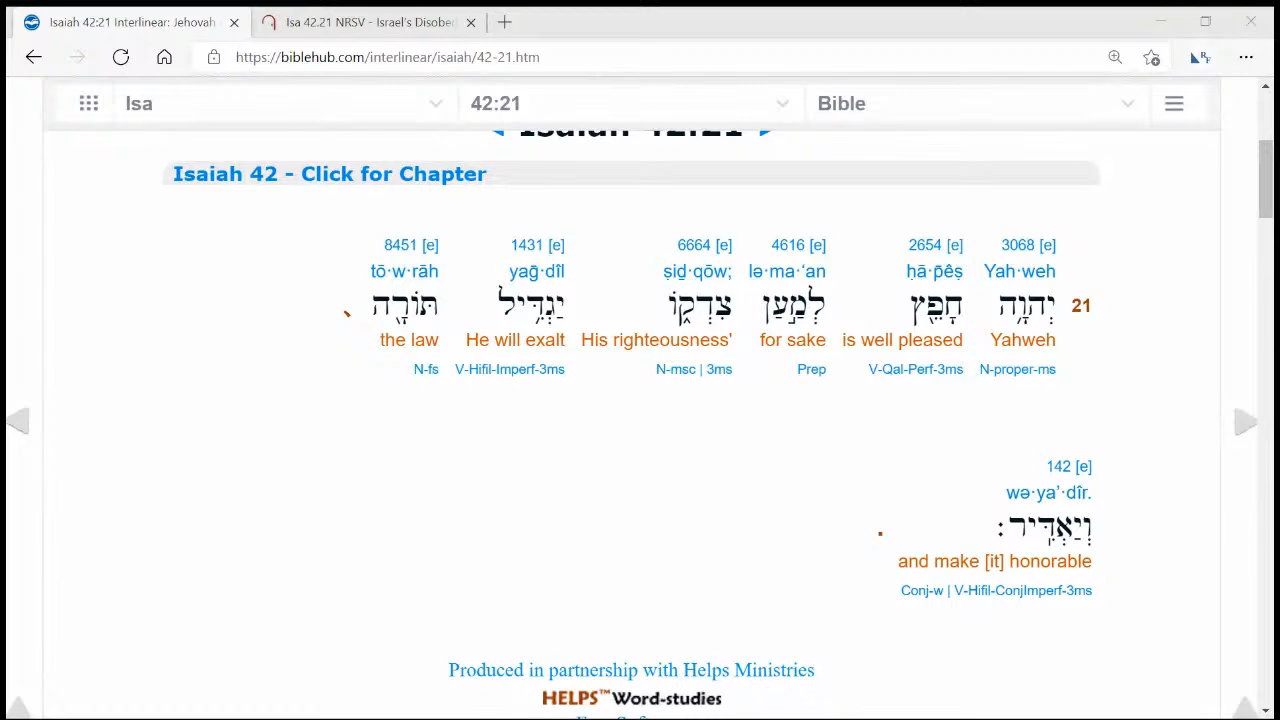 Isaiah 42:21 Interlinear: Jehovah
Isa 42.21 NRSV - Israel's Disobed
https://biblehub.com/interlinear/isaiah/42-21.htm
Isa 42:21 Bible
Isaiah 42:21
Isaiah 42 - Click for Chapter
8451 [e] 1431 [e] 6664 [e] 4616 [e] 2654 [e] 3068 [e]
tō·w·rāh yaḡ·dîl ṣiḏ·qōw; lə·ma·‘an ḥā·p̄êṣ Yah·weh
21 יְהוָ֥ה חָפֵ֖ץ לְמַ֣עַן צִדְק֑וֹ יַגְדִּ֥יל תּוֹרָ֖ה
the law He will exalt His righteousness' for sake is well pleased Yahweh
N-fs V-Hifil-Imperf-3ms N-msc | 3ms Prep V-Qal-Perf-3ms N-proper-ms
142 [e]
wə·ya’·dîr.
וְיַאְדִּֽיר׃
.
and make [it] honorable
Conj-w | V-Hifil-ConjImperf-3ms
Produced in partnership with Helps Ministries
HELPS™ Word-studies